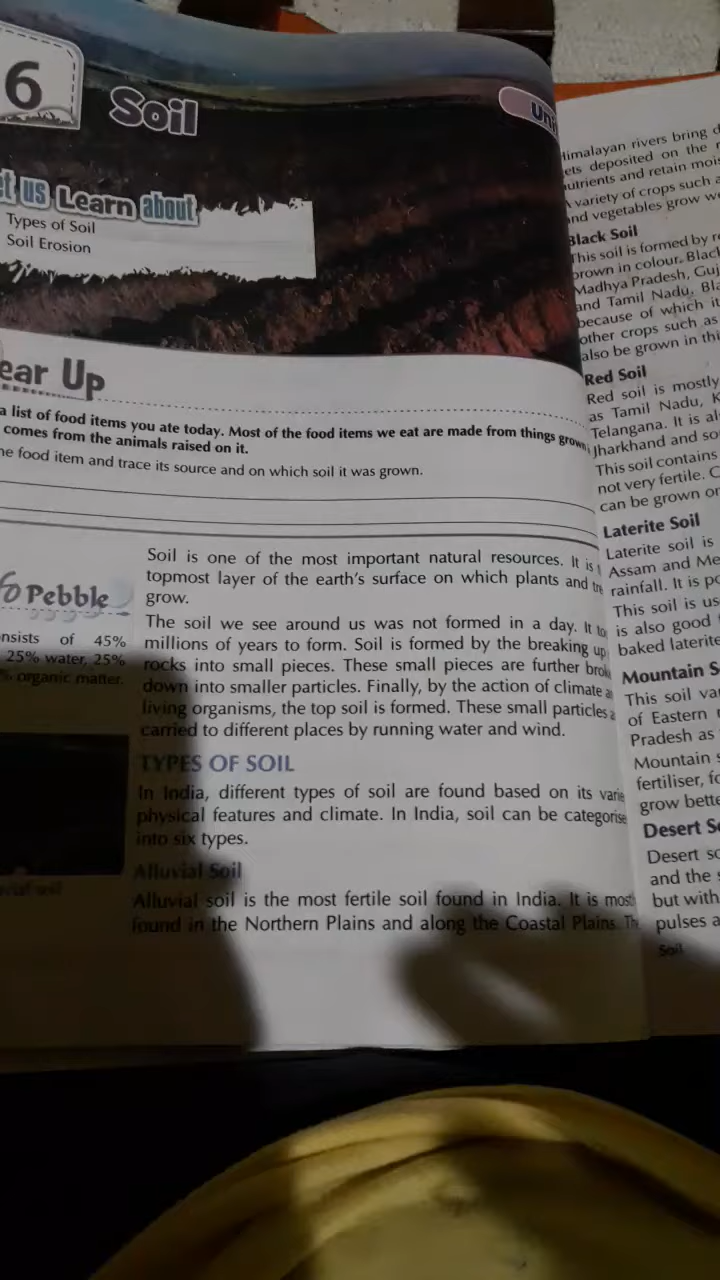 6
Soil
Uni
et us Learn about
Types of Soil
Soil Erosion
ear Up
a list of food items you ate today. Most of the food items we eat are made from things grown
comes from the animals raised on it.
he food item and trace its source and on which soil it was grown.
fo Pebble
nsists of 45%
25% water, 25%
% organic matter.
Soil is one of the most important natural resources. It is
topmost layer of the earth's surface on which plants and tre
grow.
The soil we see around us was not formed in a day. It to
millions of years to form. Soil is formed by the breaking up
rocks into small pieces. These small pieces are further brok
down into smaller particles. Finally, by the action of climate a
living organisms, the top soil is formed. These small particles a
carried to different places by running water and wind.
TYPES OF SOIL
In India, different types of soil are found based on its varie
physical features and climate. In India, soil can be categorise
into six types.
Alluvial Soil
Alluvial soil is the most fertile soil found in India. It is most
found in the Northern Plains and along the Coastal Plains. Th
Himalayan rivers bring d
ets deposited on the r
nutrients and retain mois
A variety of crops such a
and vegetables grow we
Black Soil
This soil is formed by re
brown in colour. Black
Madhya Pradesh, Guj
and Tamil Nadu, Bla
because of which it
other crops such as
also be grown in thi
Red Soil
Red soil is mostly
as Tamil Nadu, K
Telangana. It is al
Jharkhand and so
This soil contains
not very fertile. C
can be grown or
Laterite Soil
Laterite soil is
Assam and Me
rainfall. It is po
This soil is us
is also good
baked laterite
Mountain S
This soil va
of Eastern
Pradesh as
Mountain s
fertiliser, fo
grow bette
Desert So
Desert so
and the s
but with
pulses a
Soil